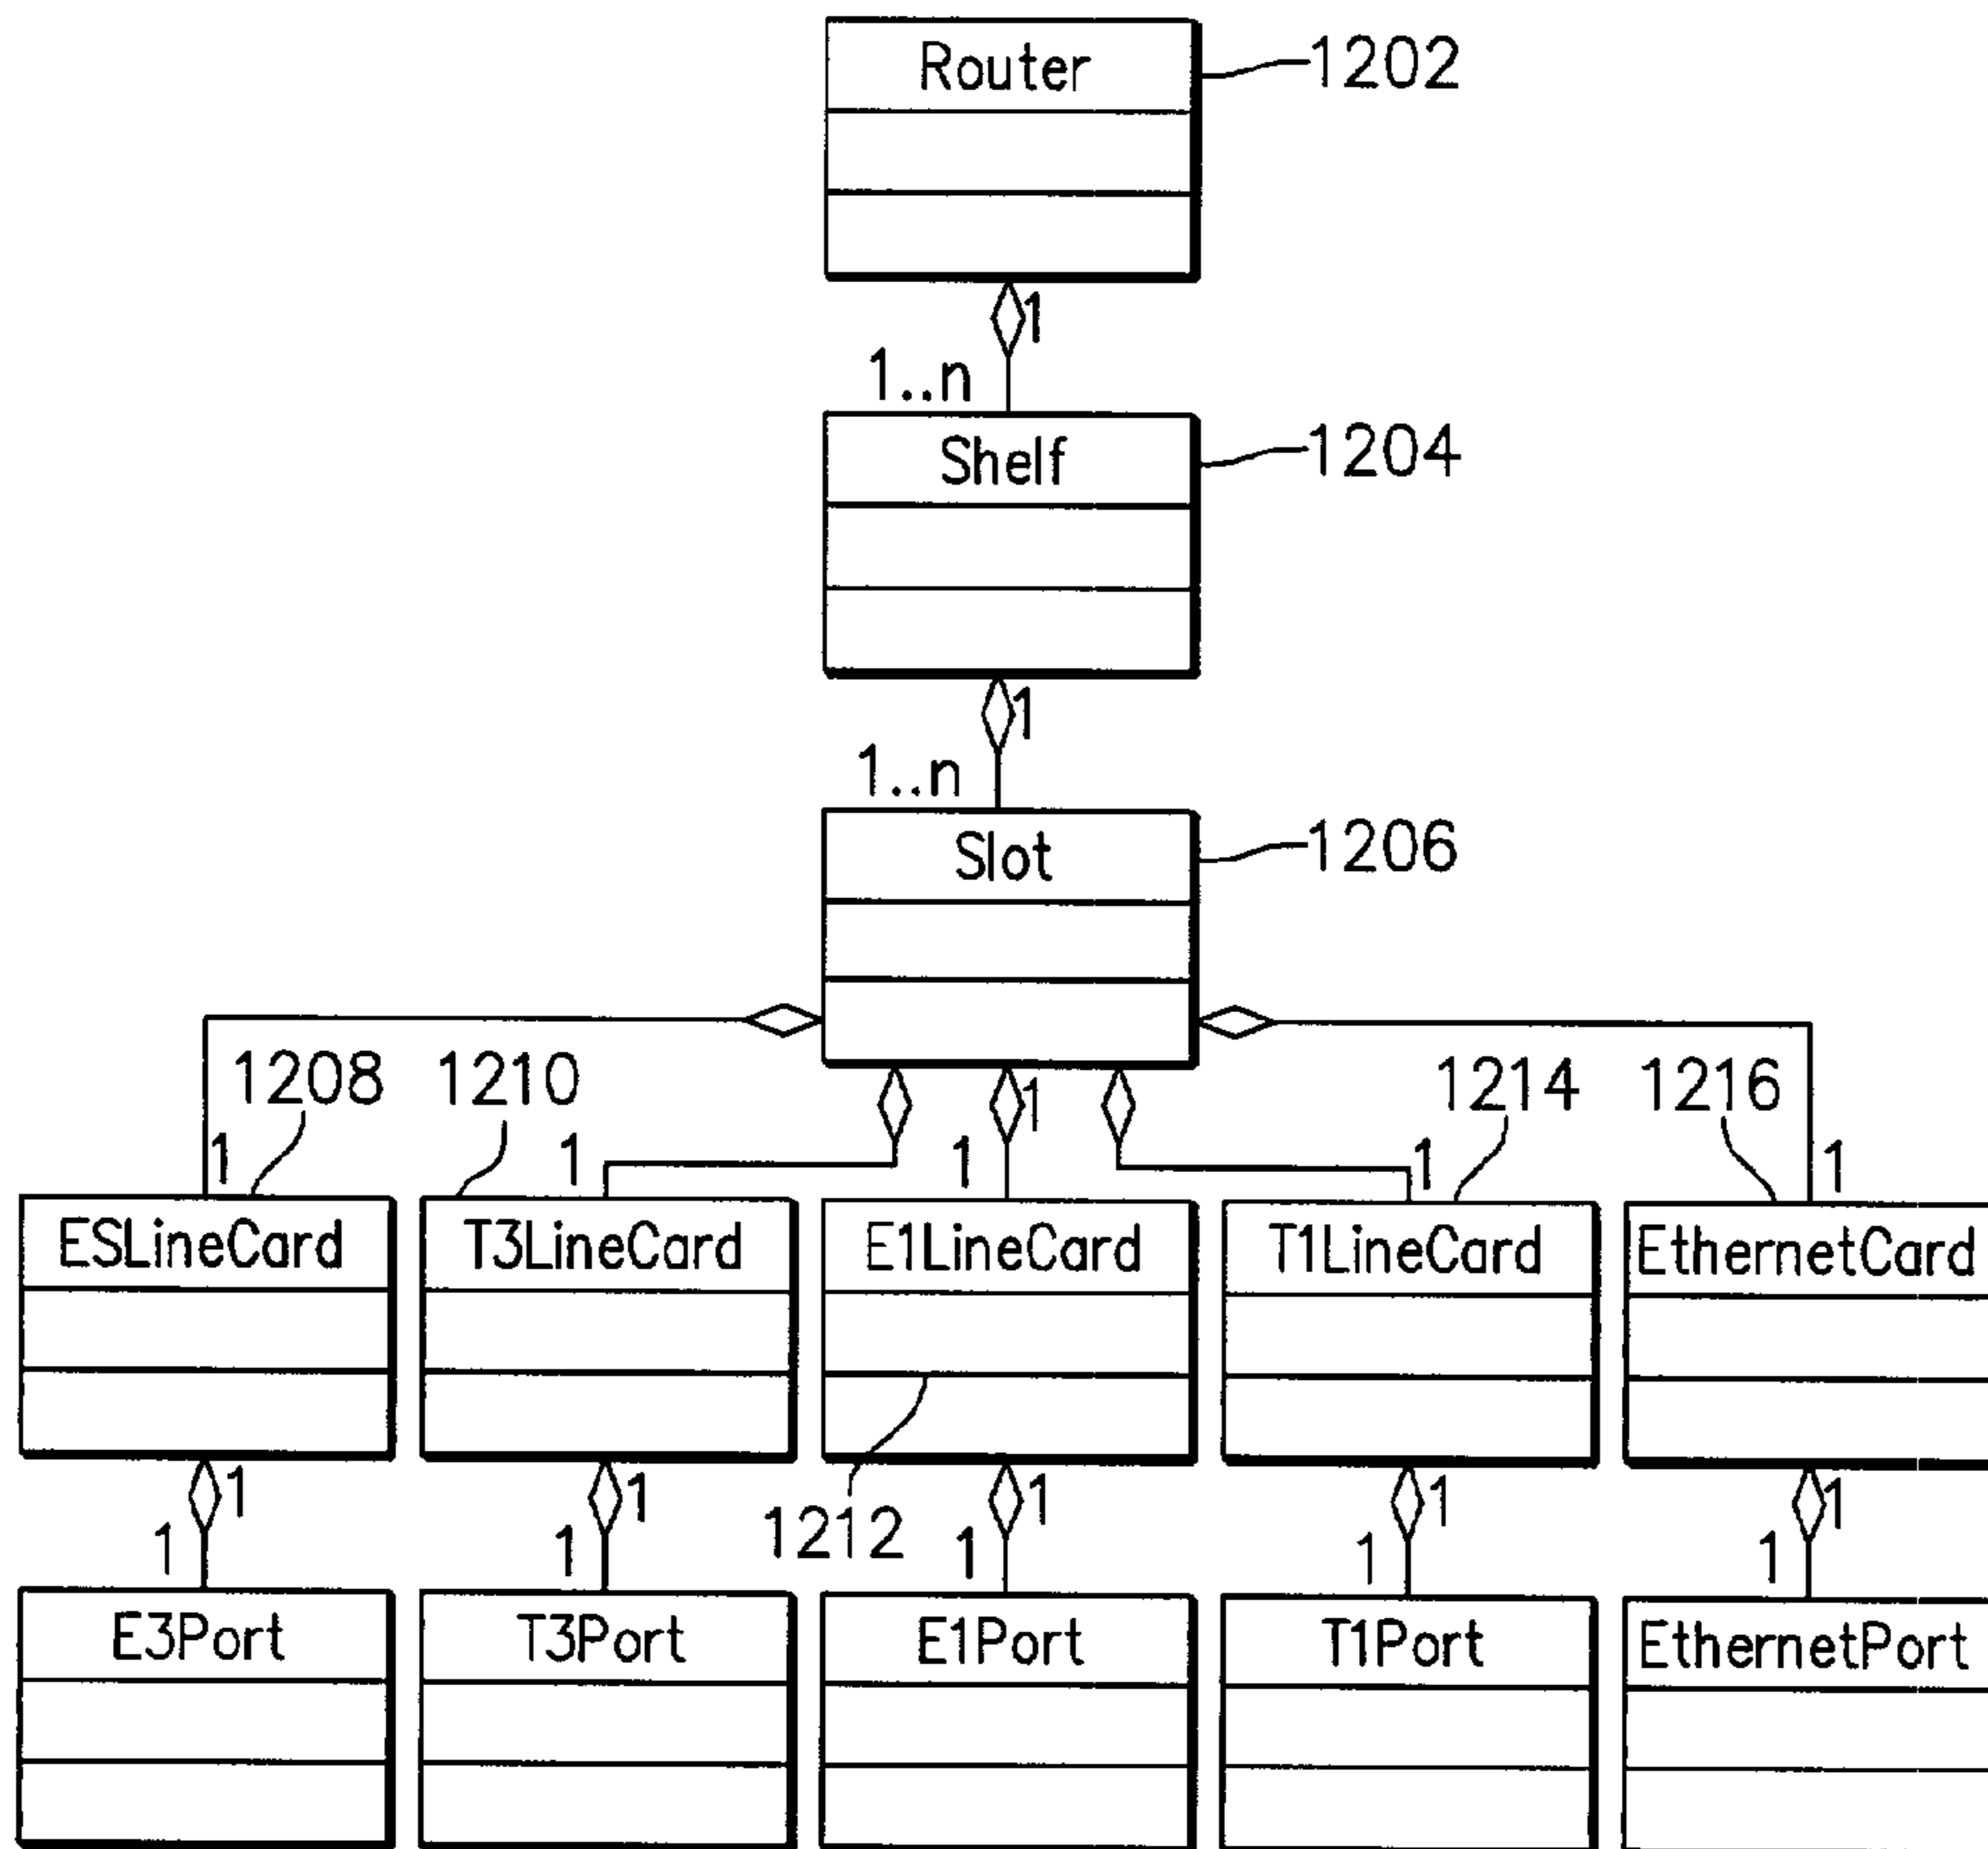 Router
1202
1
1..n
Shelf
1204
1
1..n
Slot
1206
1208
1210
1
1214
1216
1
1
1
1
1
ESLineCard
T3LineCard
E1LineCard
T1LineCard
EthernetCard
1
1
1
1
1
1212
1
1
1
1
1
E3Port
T3Port
E1Port
T1Port
EthernetPort